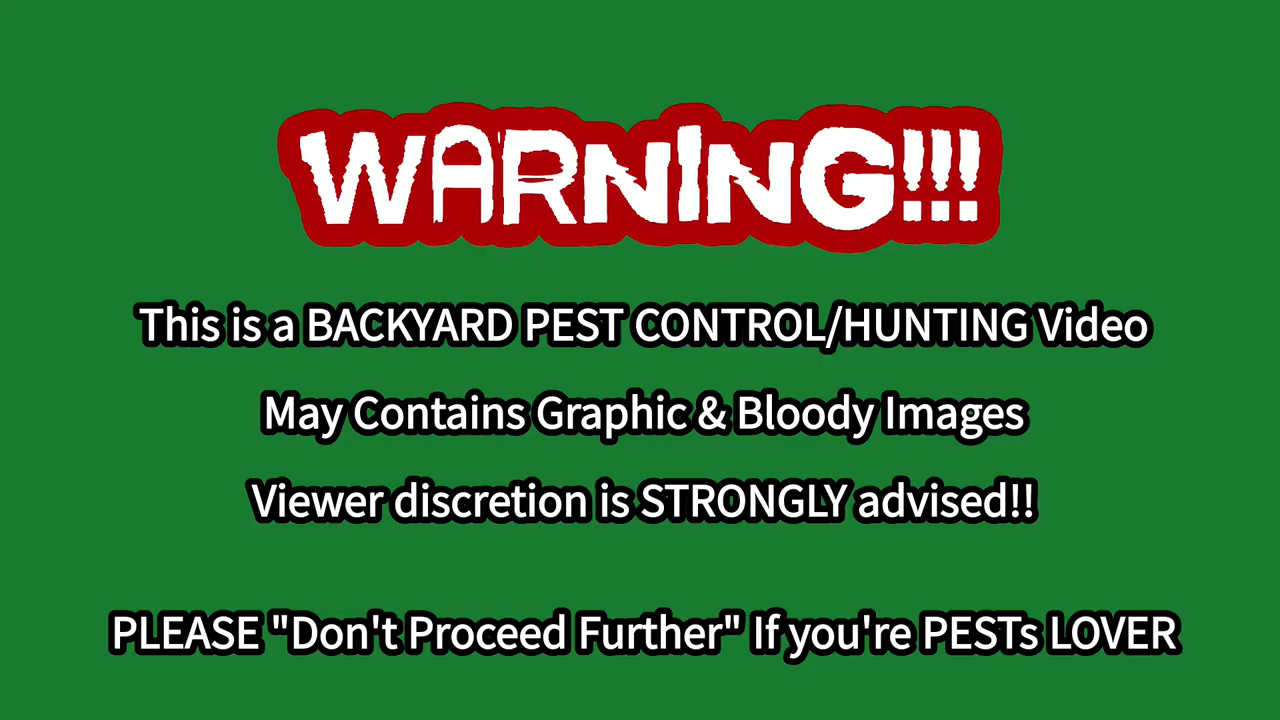 WARNING!!!
This is a BACKYARD PEST CONTROL/HUNTING Video
May Contains Graphic & Bloody Images
Viewer discretion is STRONGLY advised!!
PLEASE "Don't Proceed Further" If you're PESTs LOVER